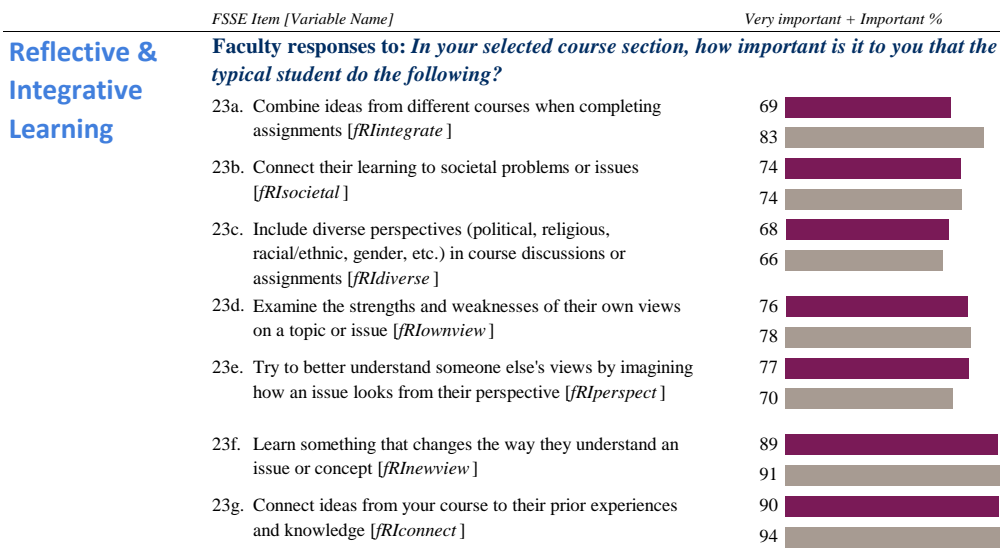 FSSE Item [Variable Name] Very important + Important %
Reflective &
Integrative
Learning
Faculty responses to: In your selected course section, how important is it to you that the
typical student do the following?
23a. Combine ideas from different courses when completing
assignments [fRIintegrate]
69
83
23b. Connect their learning to societal problems or issues
[fRIsocietal]
74
74
23c. Include diverse perspectives (political, religious,
racial/ethnic, gender, etc.) in course discussions or
assignments [fRIdiverse]
68
66
23d. Examine the strengths and weaknesses of their own views
on a topic or issue [fRIownview]
76
78
23e. Try to better understand someone else's views by imagining
how an issue looks from their perspective [fRIperspect]
77
70
23f. Learn something that changes the way they understand an
issue or concept [fRInewview]
89
91
23g. Connect ideas from your course to their prior experiences
and knowledge [fRIconnect]
90
94